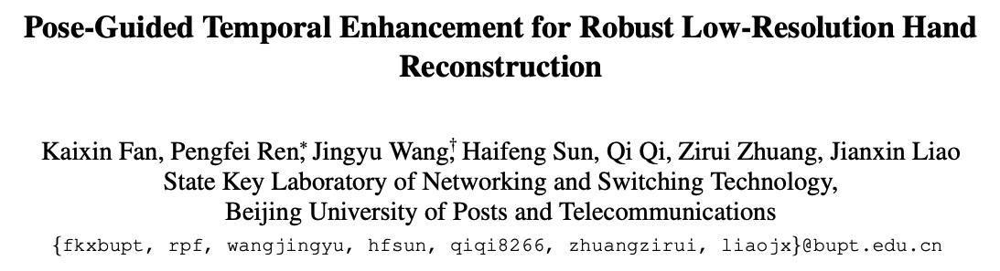 Pose-Guided Temporal Enhancement for Robust Low-Resolution Hand
Reconstruction
Kaixin Fan, Pengfei Ren*, Jingyu Wang†, Haifeng Sun, Qi Qi, Zirui Zhuang, Jianxin Liao
State Key Laboratory of Networking and Switching Technology,
Beijing University of Posts and Telecommunications
{fkxbupt, rpf, wangjingyu, hfsun, qiqi8266, zhuangzirui, liaojx}@bupt.edu.cn